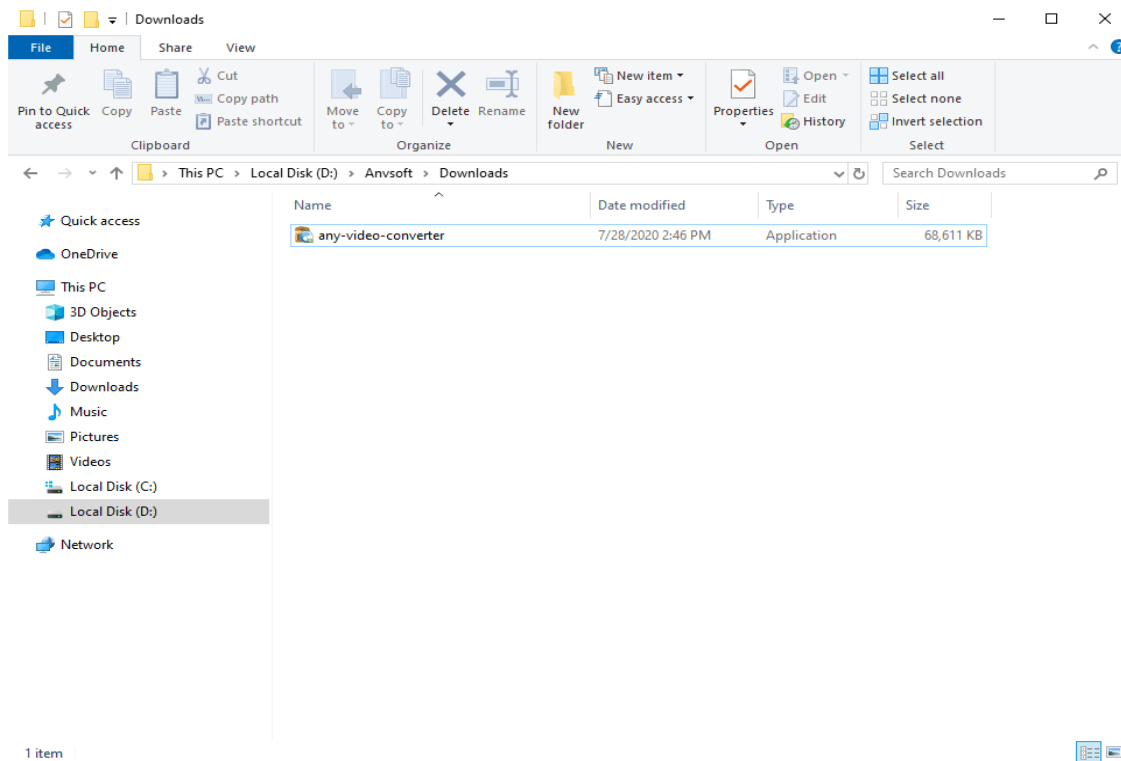 Downloads
File Home Share View
Pin to Quick access
Copy
Paste
Cut
Copy path
Paste shortcut
Clipboard
Move to
Copy to
Delete
Rename
Organize
New folder
New item
Easy access
New
Properties
Open
Edit
History
Open
Select all
Select none
Invert selection
Select
This PC > Local Disk (D:) > Anvsoft > Downloads
Search Downloads
Name Date modified Type Size
any-video-converter 7/28/2020 2:46 PM Application 68,611 KB
Quick access
OneDrive
This PC
3D Objects
Desktop
Documents
Downloads
Music
Pictures
Videos
Local Disk (C:)
Local Disk (D:)
Network
1 item